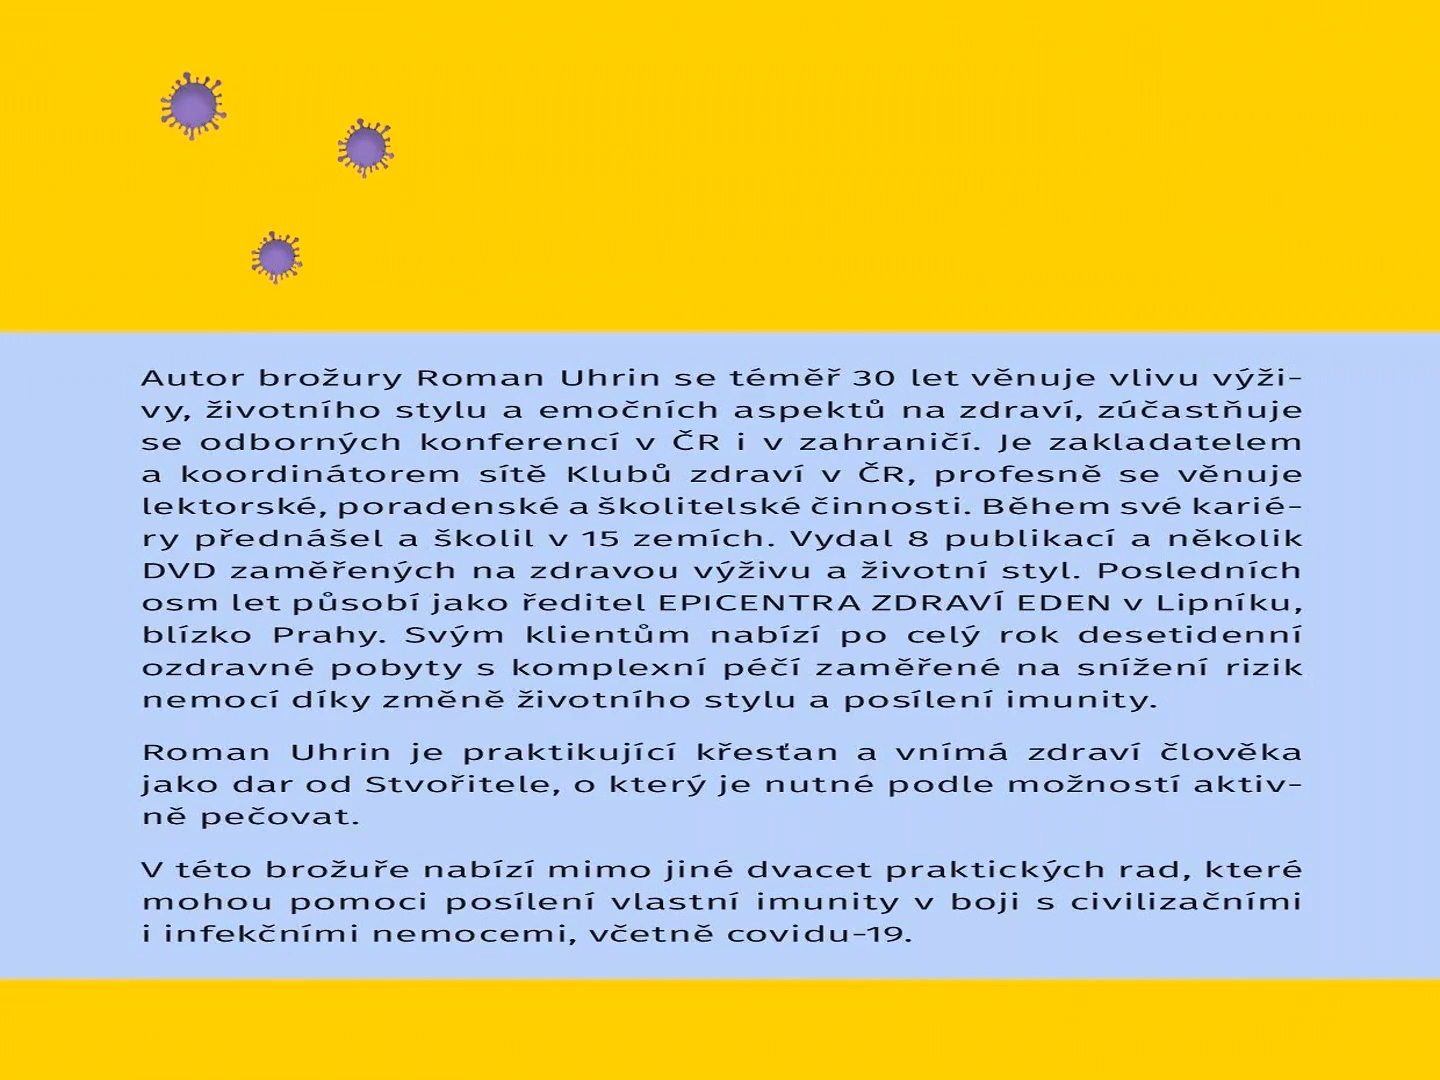 Autor brožury Roman Uhrin se téměř 30 let věnuje vlivu výži-
vy, životního stylu a emočních aspektů na zdraví, zúčastňuje
se odborných konferencí v ČR i v zahraničí. Je zakladatelem
a koordinátorem sítě Klubů zdraví v ČR, profesně se věnuje
lektorské, poradenské a školitelské činnosti. Během své karié-
ry přednášel a školil v 15 zemích. Vydal 8 publikací a několik
DVD zaměřených na zdravou výživu a životní styl. Posledních
osm let působí jako ředitel EPICENTRA ZDRAVÍ EDEN v Lipníku,
blízko Prahy. Svým klientům nabízí po celý rok desetidenní
ozdravné pobyty s komplexní péčí zaměřené na snížení rizik
nemocí díky změně životního stylu a posílení imunity.
Roman Uhrin je praktikující křesťan a vnímá zdraví člověka
jako dar od Stvořitele, o který je nutné podle možností aktiv-
ně pečovat.
V této brožuře nabízí mimo jiné dvacet praktických rad, které
mohou pomoci posílení vlastní imunity v boji s civilizačními
i infekčními nemocemi, včetně covidu-19.